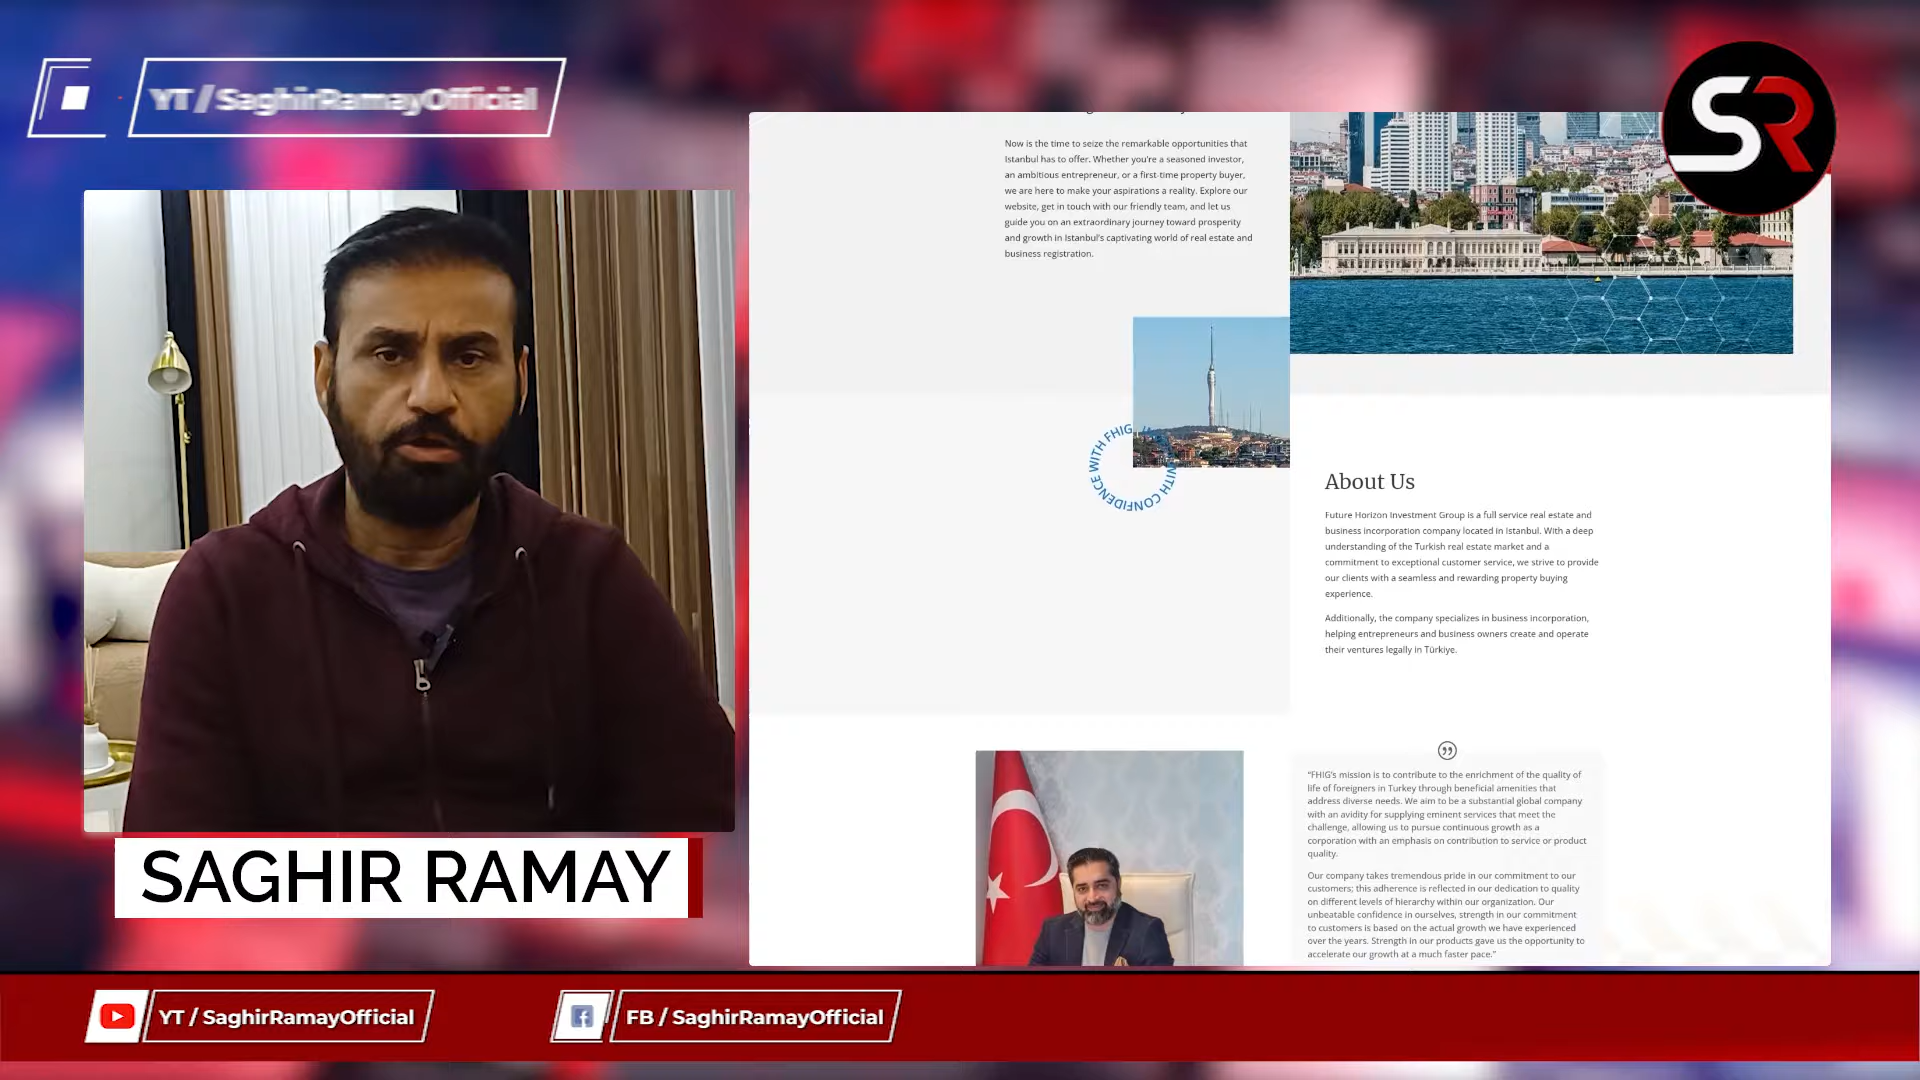 YT / SaghirRamayOfficial
SR
Now is the time to seize the remarkable opportunities that
Istanbul has to offer. Whether you're a seasoned investor,
an ambitious entrepreneur, or a first-time property buyer,
we are here to make your aspirations a reality. Explore our
website, get in touch with our friendly team, and let us
guide you on an extraordinary journey toward prosperity
and growth in Istanbul's captivating world of real estate and
business registration.
WITH CONFIDENCE WITH FHIG
About Us
Future Horizon Investment Group is a full service real estate and
business incorporation company located in Istanbul. With a deep
understanding of the Turkish real estate market and a
commitment to exceptional customer service, we strive to provide
our clients with a seamless and rewarding property buying
experience.
Additionally, the company specializes in business incorporation,
helping entrepreneurs and business owners create and operate
their ventures legally in Türkiye.
"FHIG's mission is to contribute to the enrichment of the quality of
life of foreigners in Turkey through beneficial amenities that
address diverse needs. We aim to be a substantial global company
with an avidity for supplying eminent services that meet the
challenge, allowing us to pursue continuous growth as a
corporation with an emphasis on contribution to service or product
quality.
Our company takes tremendous pride in our commitment to our
customers; this adherence is reflected in our dedication to quality
on different levels of hierarchy within our organization. Our
unbeatable confidence in ourselves, strength in our commitment
to customers is based on the actual growth we have experienced
over the years. Strength in our products gave us the opportunity to
accelerate our growth at a much faster pace."
SAGHIR RAMAY
YT / SaghirRamayOfficial
FB / SaghirRamayOfficial